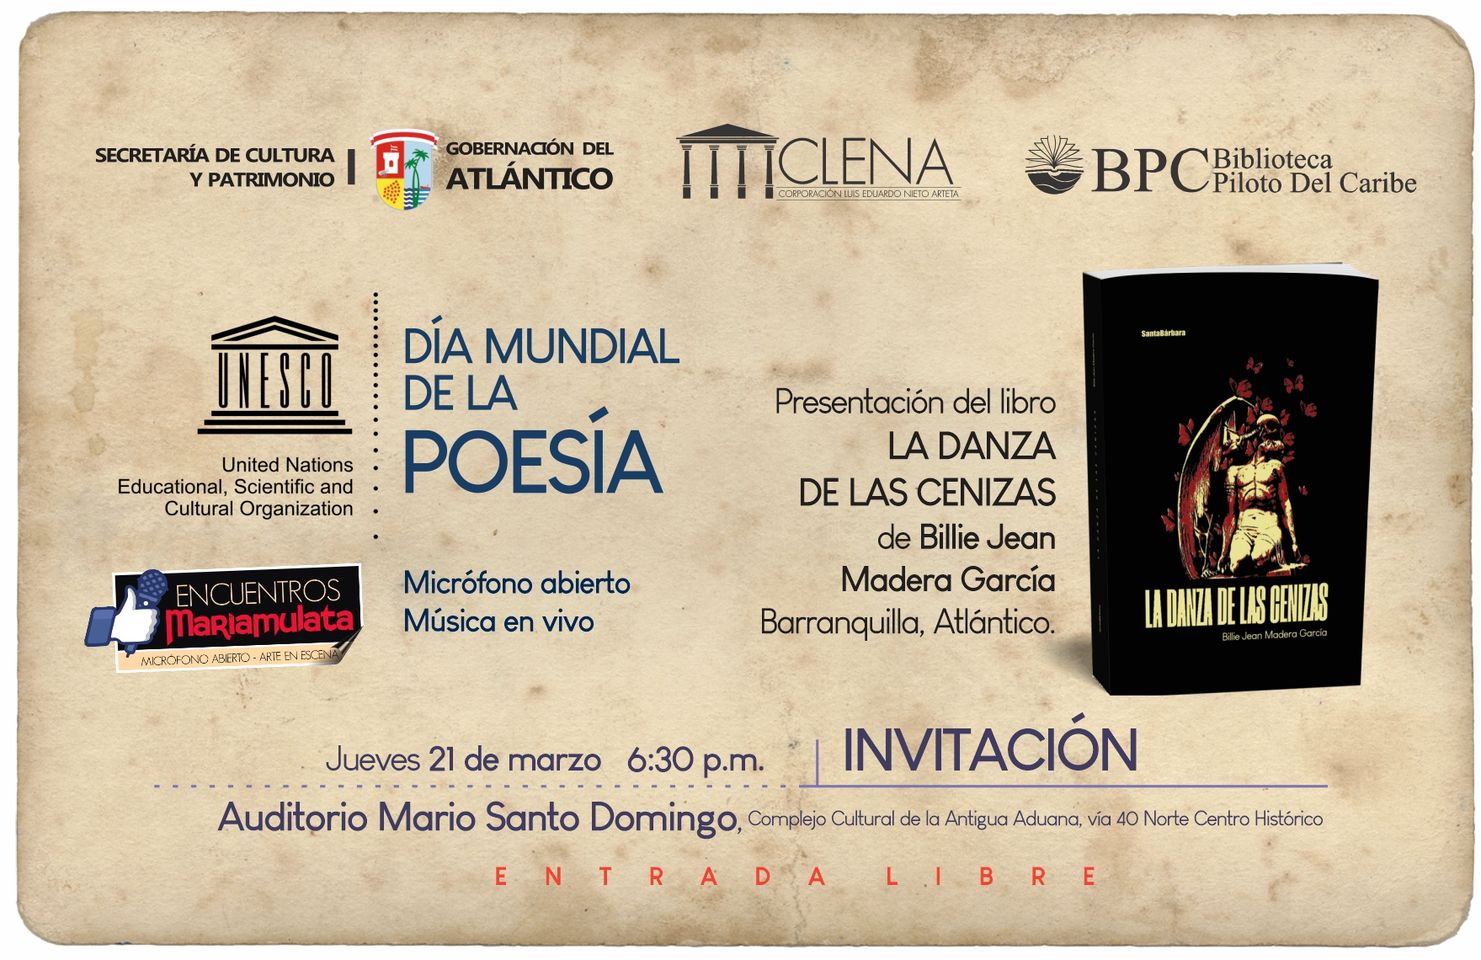 SECRETARÍA DE CULTURA
Y PATRIMONIO
GOBERNACIÓN DEL
ATLÁNTICO
CLENA
CORPORACIÓN LUIS EDUARDO NIETO ARTETA
BPC
Biblioteca
Piloto Del Caribe
UNESCO
United Nations
Educational, Scientific and
Cultural Organization
DÍA MUNDIAL
DE LA
POESÍA
ENCUENTROS
MARIAMULATA
MICRÓFONO ABIERTO - ARTE EN ESCENA
Micrófono abierto
Música en vivo
Presentación del libro
LA DANZA
DE LAS CENIZAS
de Billie Jean
Madera García
Barranquilla, Atlántico.
SantaBárbara
LA DANZA DE LAS CENIZAS
Billie Jean Madera García
Jueves 21 de marzo 6:30 p.m.
INVITACIÓN
Auditorio Mario Santo Domingo, Complejo Cultural de la Antigua Aduana, vía 40 Norte Centro Histórico
ENTRADA LIBRE